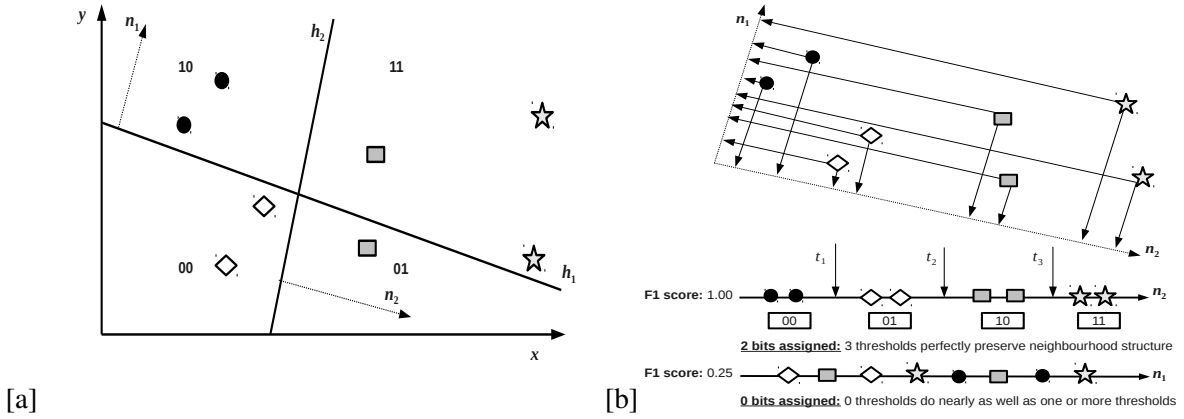 y
n1
h2
10
11
00
01
n2
h1
x
[a]
n1
n2
t1
t2
t3
F1 score: 1.00
n2
00
01
10
11
2 bits assigned: 3 thresholds perfectly preserve neighbourhood structure
F1 score: 0.25
n1
0 bits assigned: 0 thresholds do nearly as well as one or more thresholds
[b]